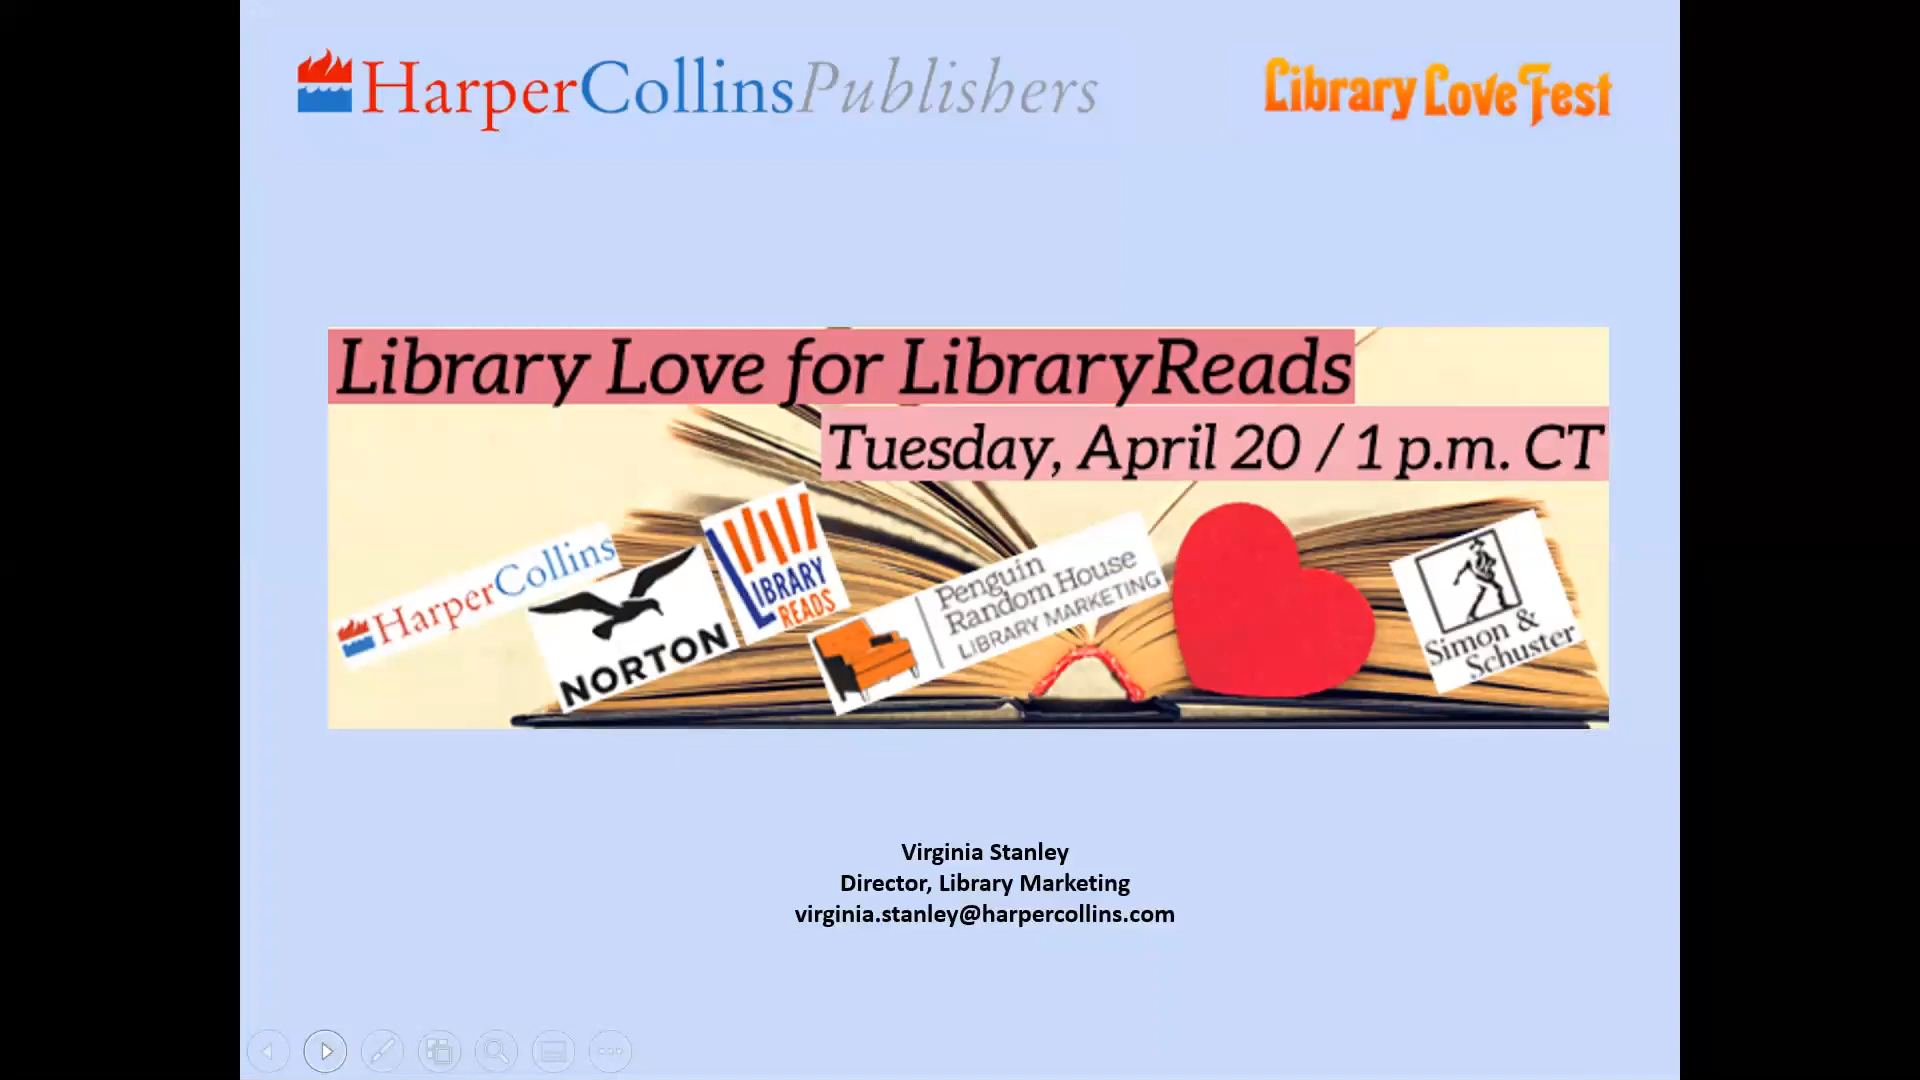 HarperCollinsPublishers
Library Love Fest
Library Love for LibraryReads
Tuesday, April 20 / 1 p.m. CT
HarperCollins
NORTON
LIBRARY
READS
Penguin
Random House
LIBRARY MARKETING
Simon &
Schuster
Virginia Stanley
Director, Library Marketing
virginia.stanley@harpercollins.com